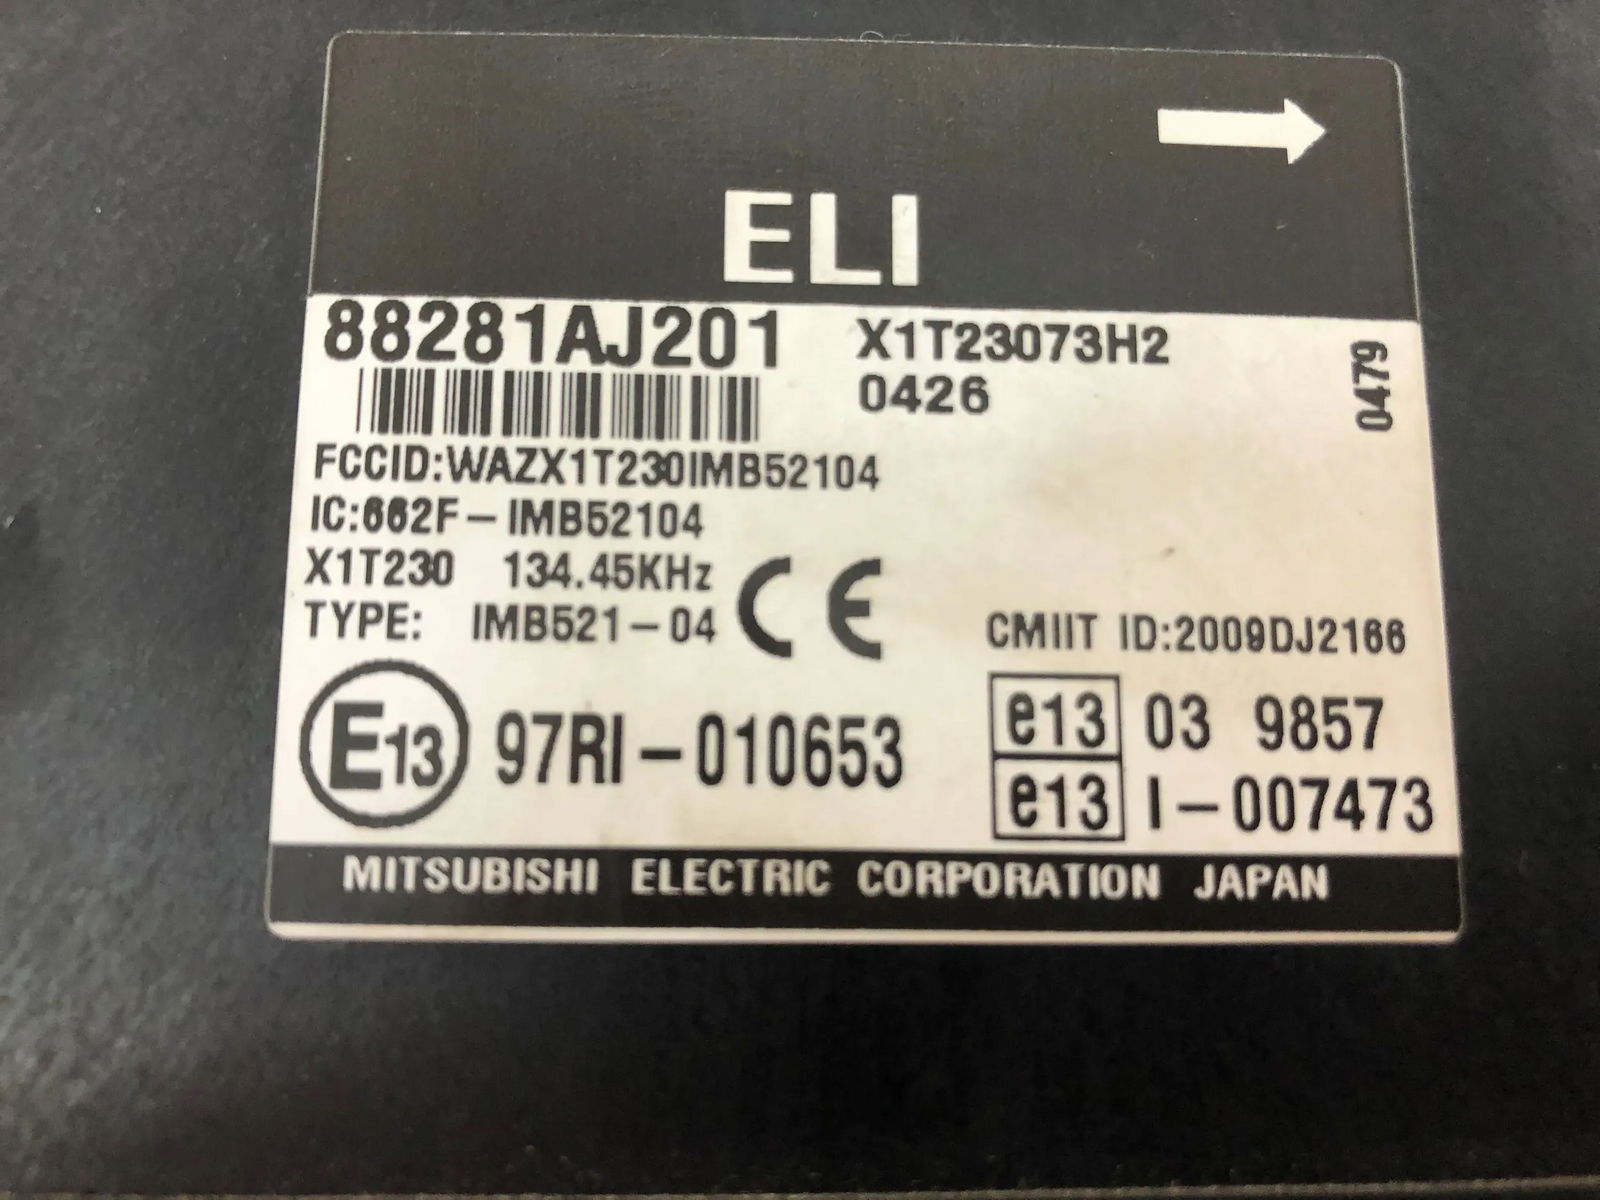 ELI
88281AJ201 X1T23073H2
0426
0479
FCCID:WAZX1T230IMB52104
IC:662F-IMB52104
X1T230 134.45KHz
TYPE: IMB521-04 CE
CMIIT ID:2009DJ2166
E13 97RI-010653
e13 03 9857
e13 I-007473
MITSUBISHI ELECTRIC CORPORATION JAPAN